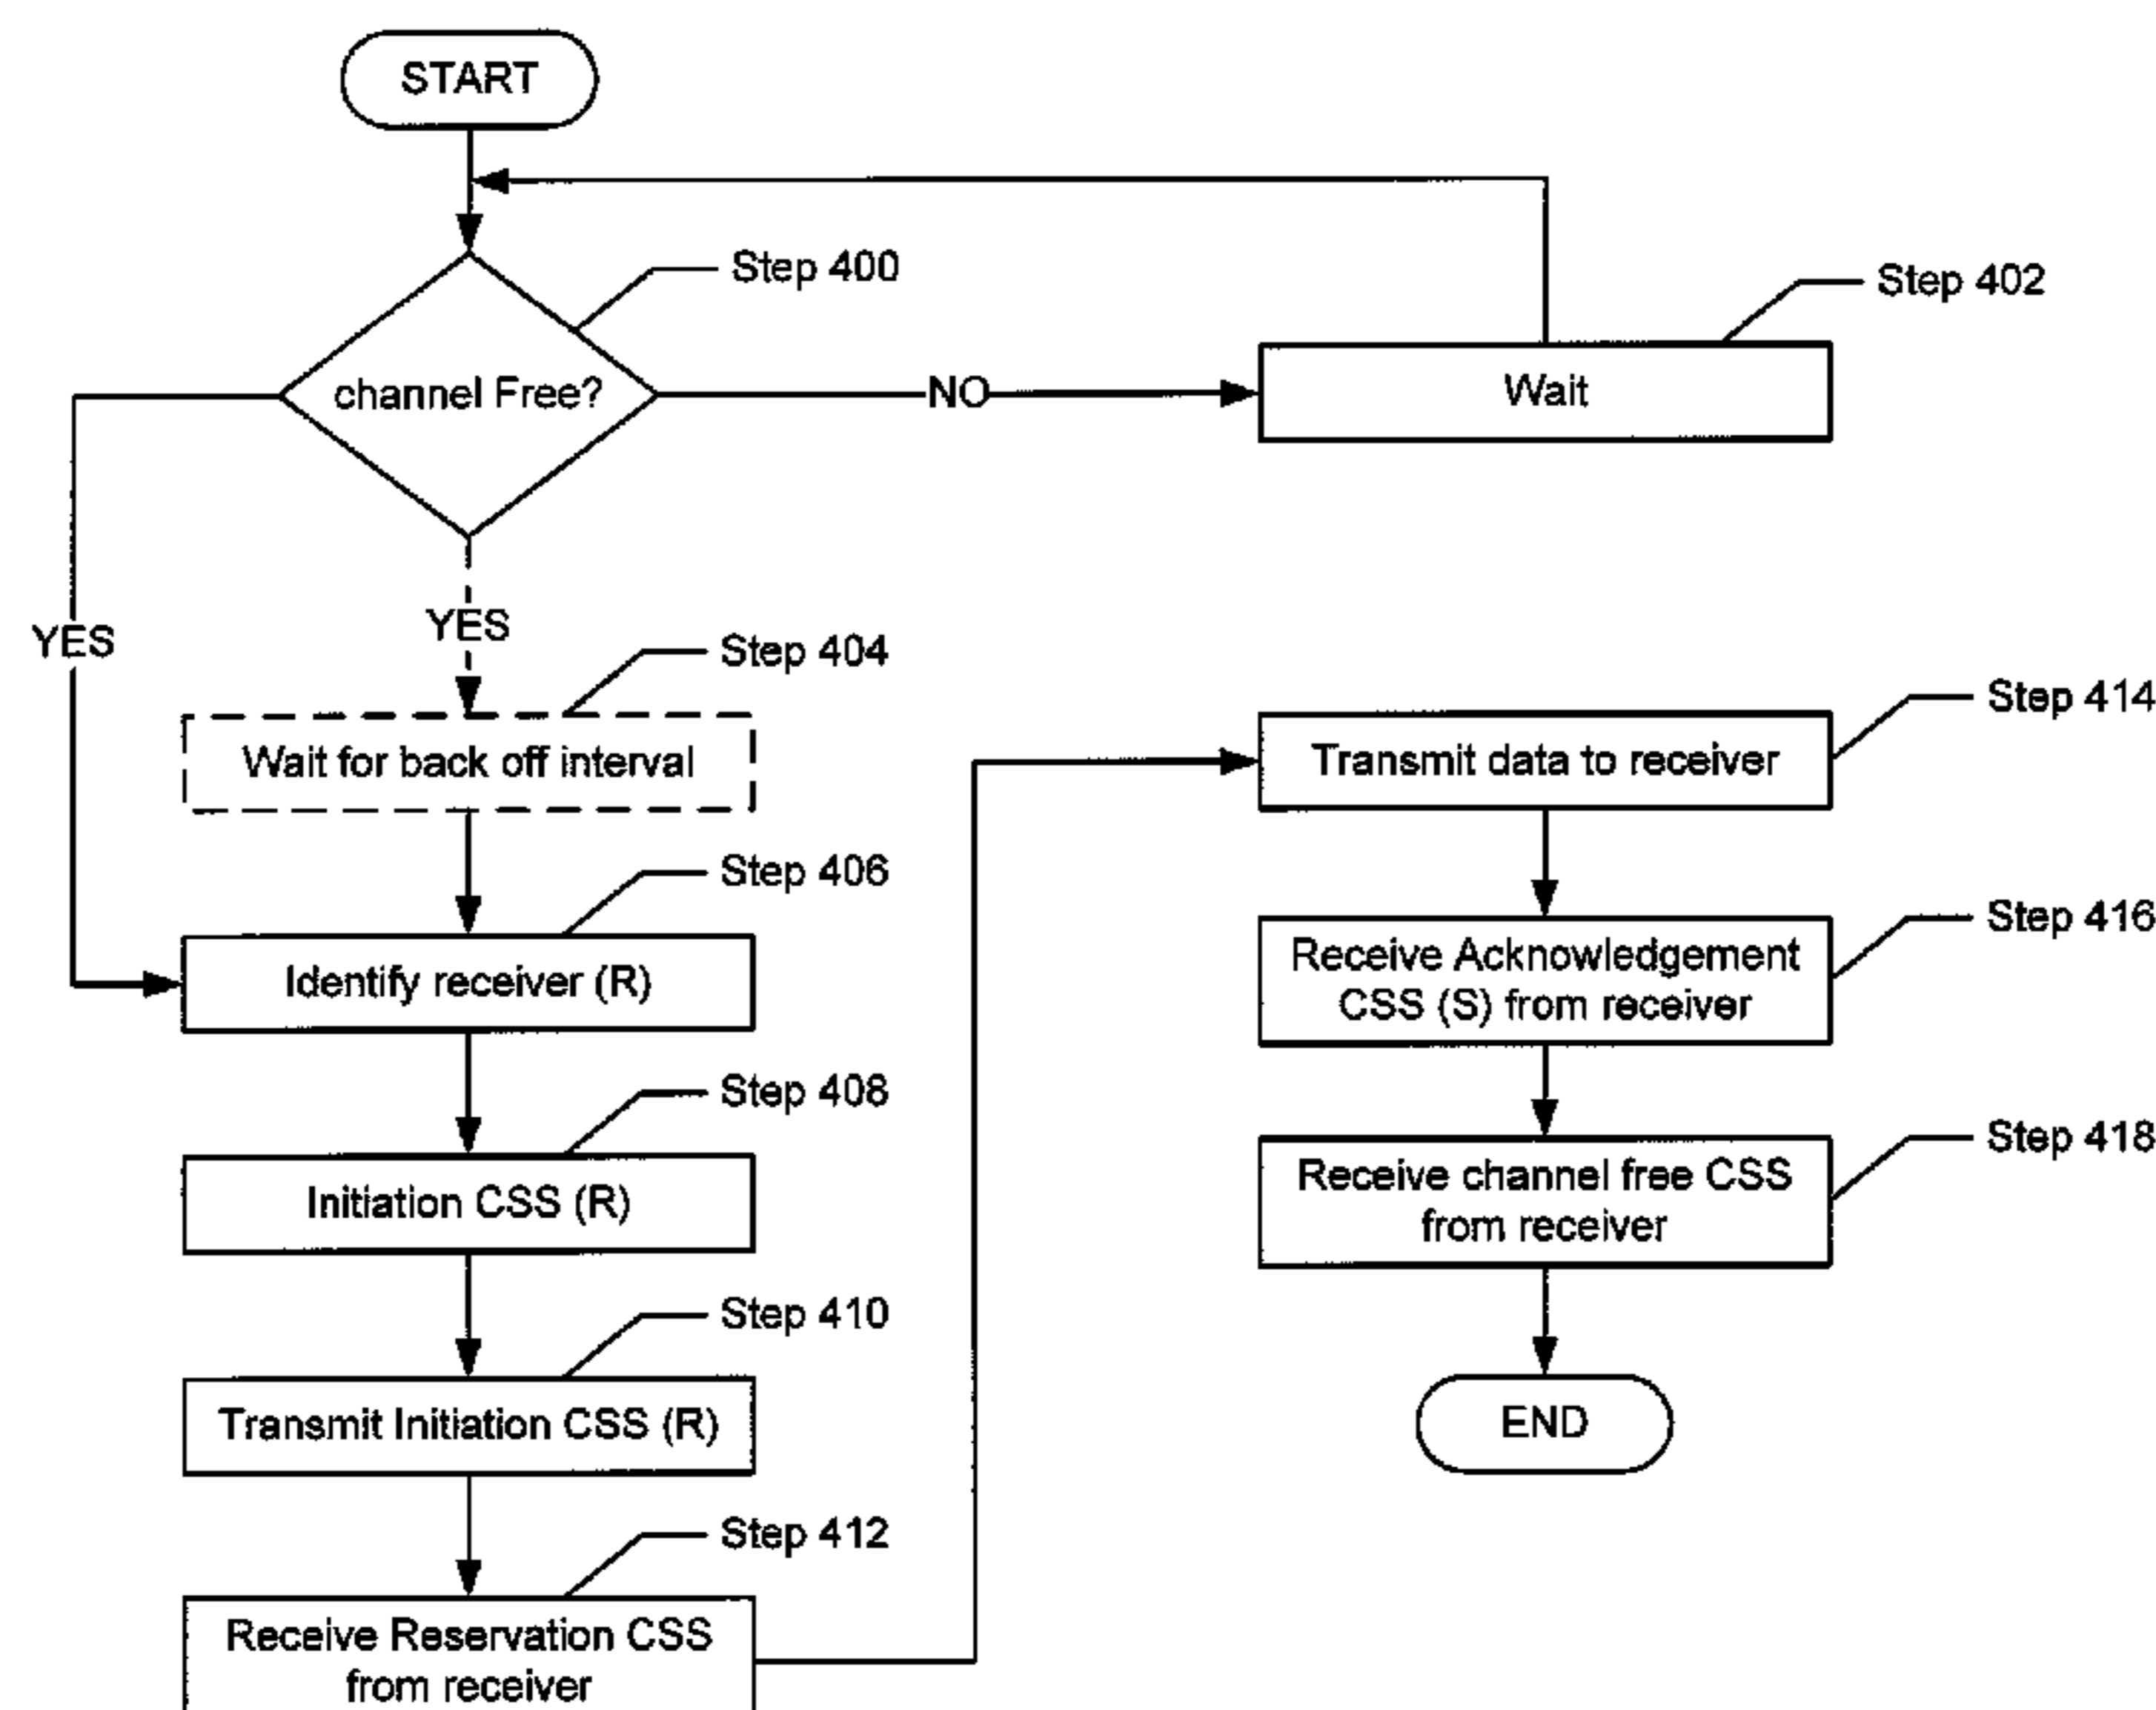 START
Step 400
channel Free?
NO
Step 402
Wait
YES
YES
Step 404
Wait for back off interval
Step 406
Identify receiver (R)
Step 408
Initiation CSS (R)
Step 410
Transmit Initiation CSS (R)
Step 412
Receive Reservation CSS
from receiver
Step 414
Transmit data to receiver
Step 416
Receive Acknowledgement
CSS (S) from receiver
Step 418
Receive channel free CSS
from receiver
END